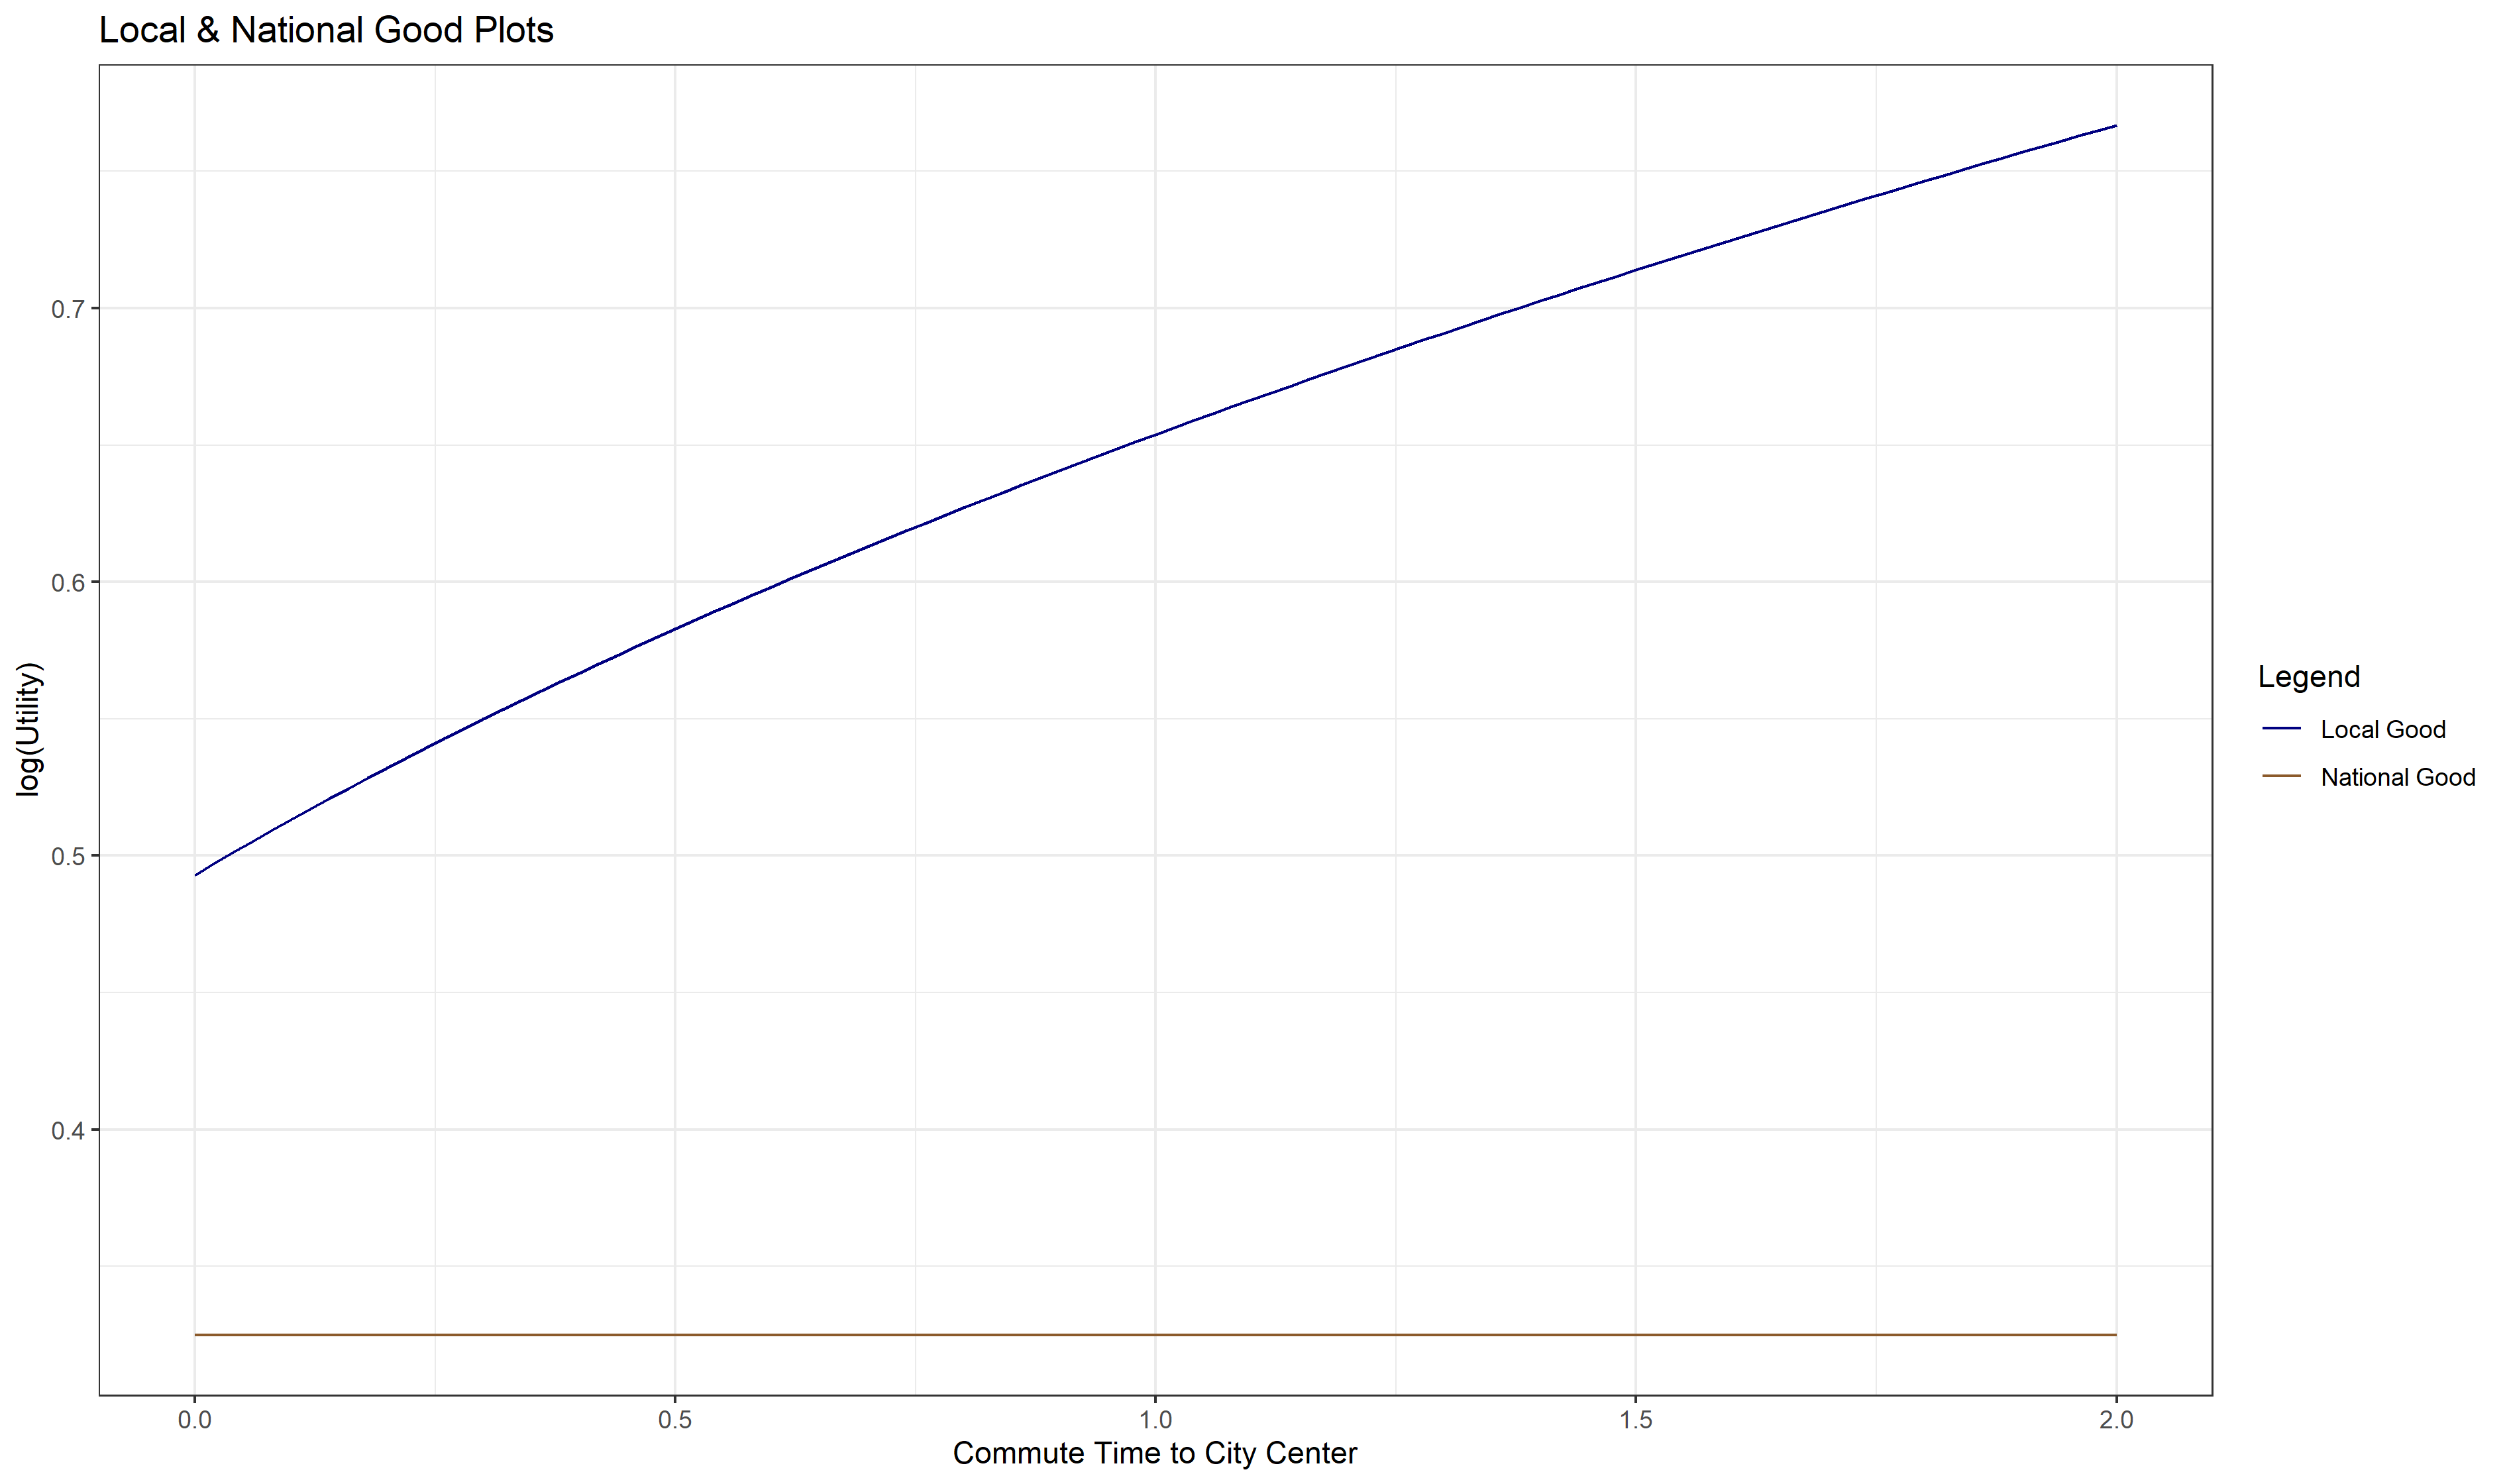 Local & National Good Plots
log(Utility)
0.7
0.6
0.5
0.4
0.0 0.5 1.0 1.5 2.0
Commute Time to City Center
Legend
Local Good
National Good